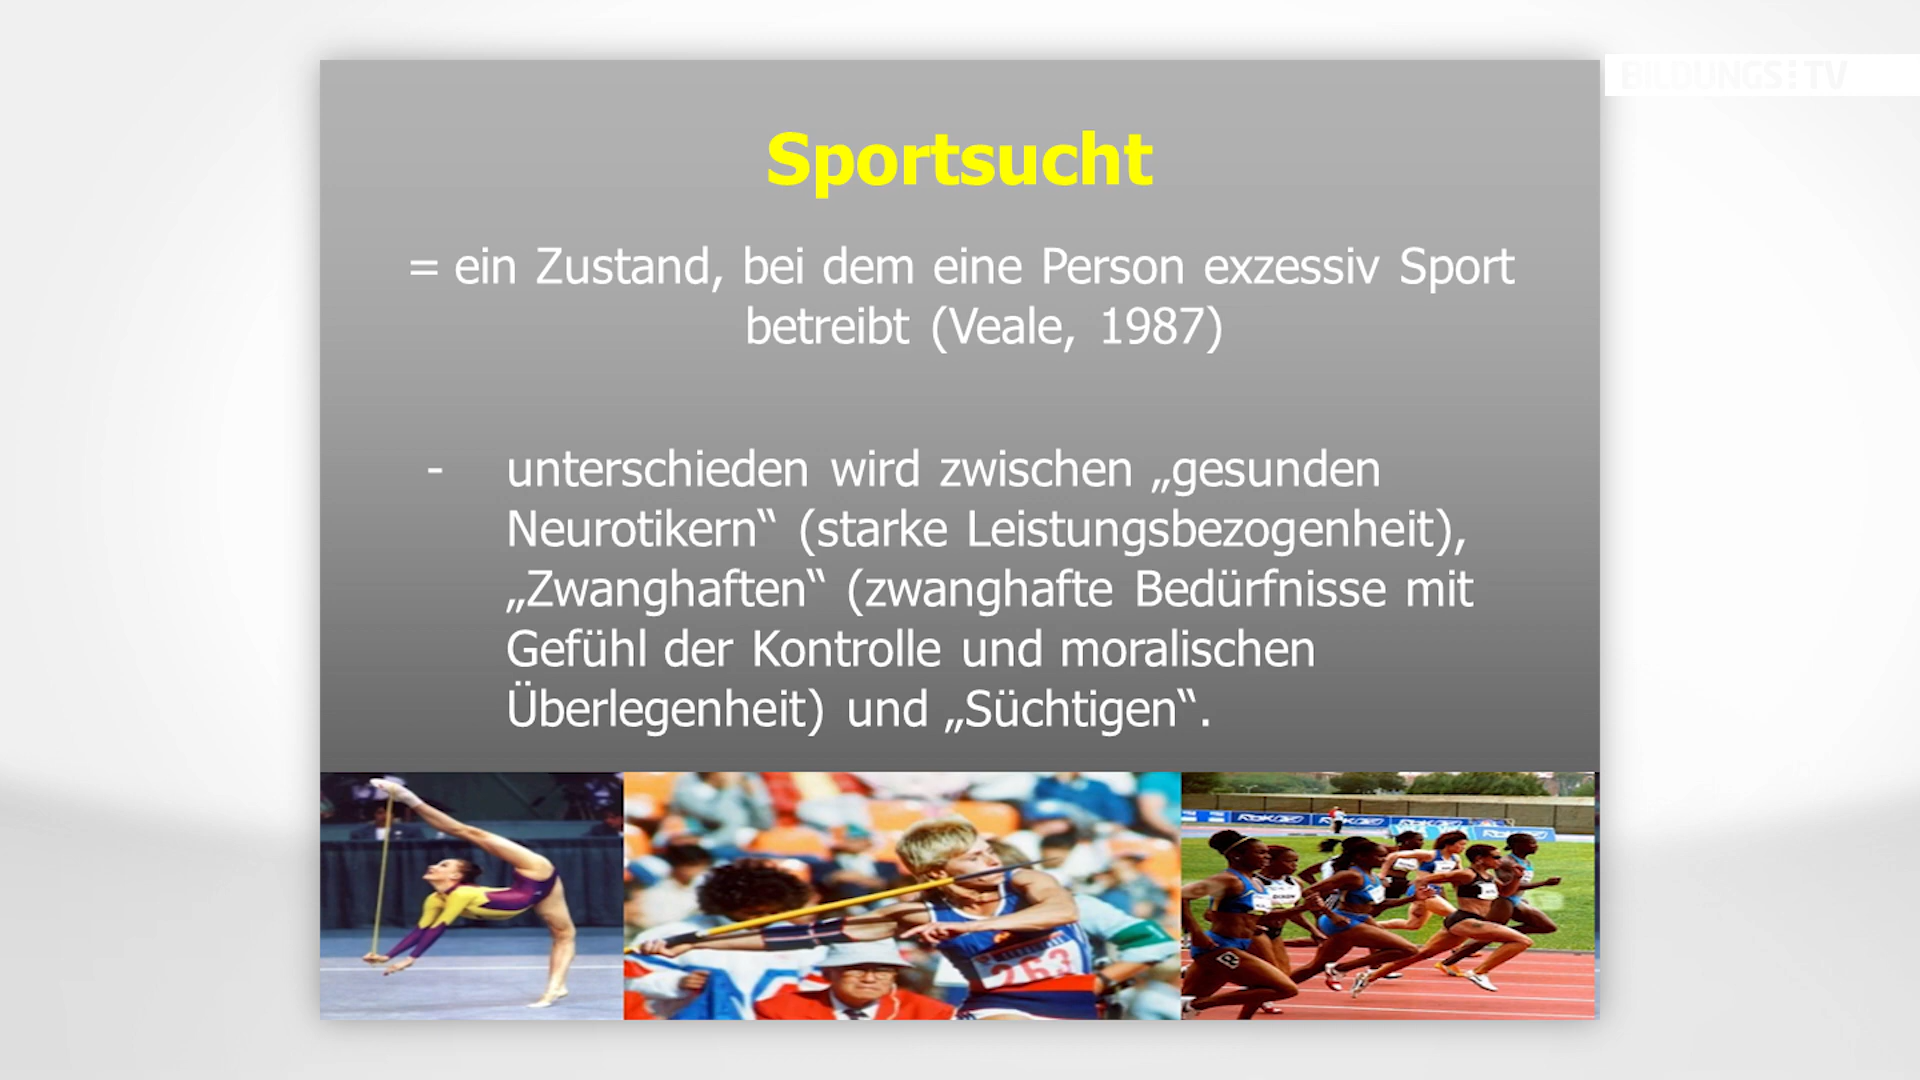 BILDUNGS TV
Sportsucht
= ein Zustand, bei dem eine Person exzessiv Sport
betreibt (Veale, 1987)
- unterschieden wird zwischen „gesunden
Neurotikern“ (starke Leistungsbezogenheit),
„Zwanghaften“ (zwanghafte Bedürfnisse mit
Gefühl der Kontrolle und moralischen
Überlegenheit) und „Süchtigen“.
263